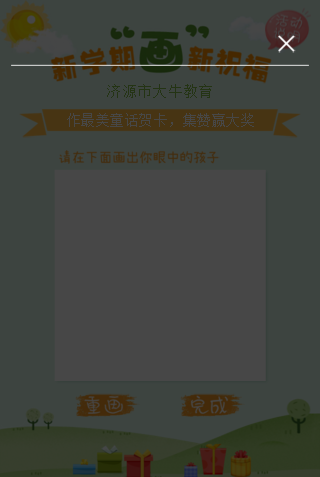 活动
新学期“画”新祝福
济源市大牛教育
作最美童话贺卡，集赞赢大奖
请在下面画出你眼中的孩子
重画 完成